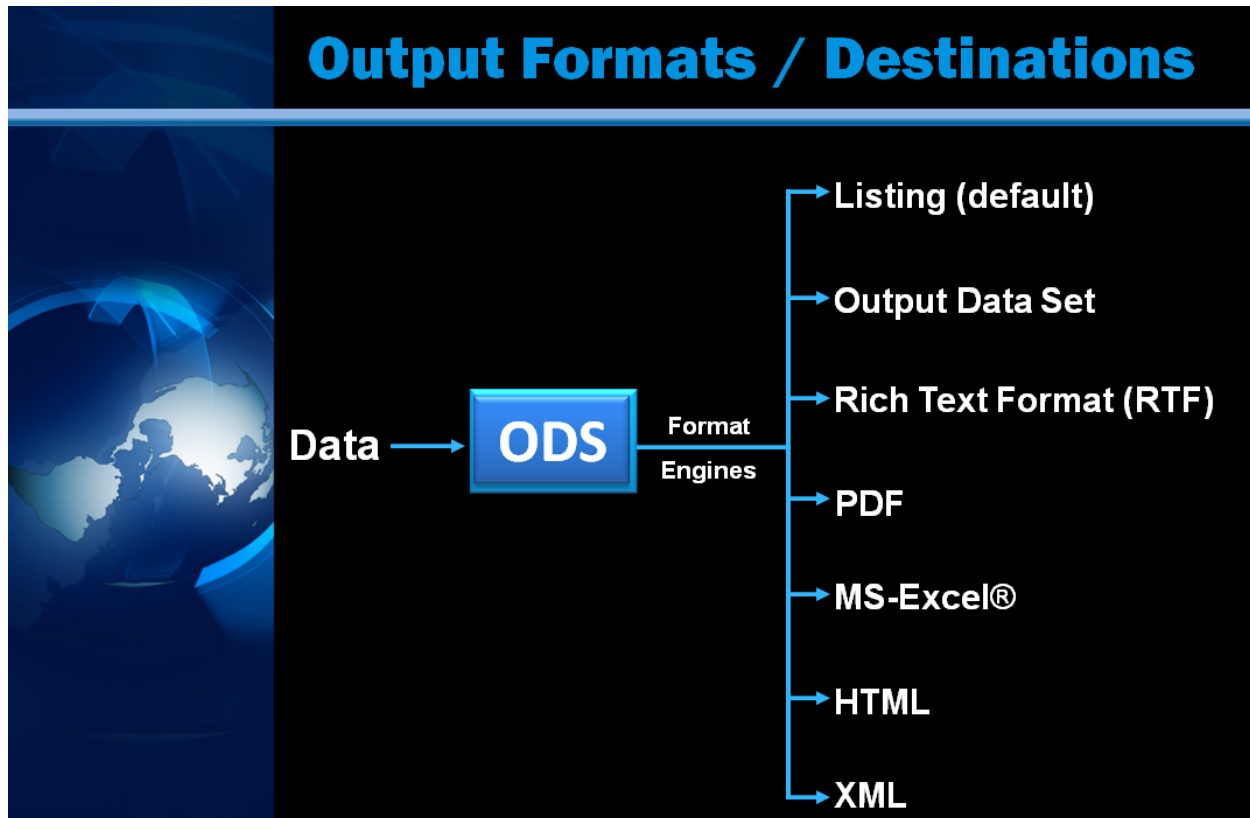 Output Formats / Destinations
Listing (default)
Output Data Set
Rich Text Format (RTF)
Data
ODS
Format
Engines
PDF
MS-Excel®
HTML
XML